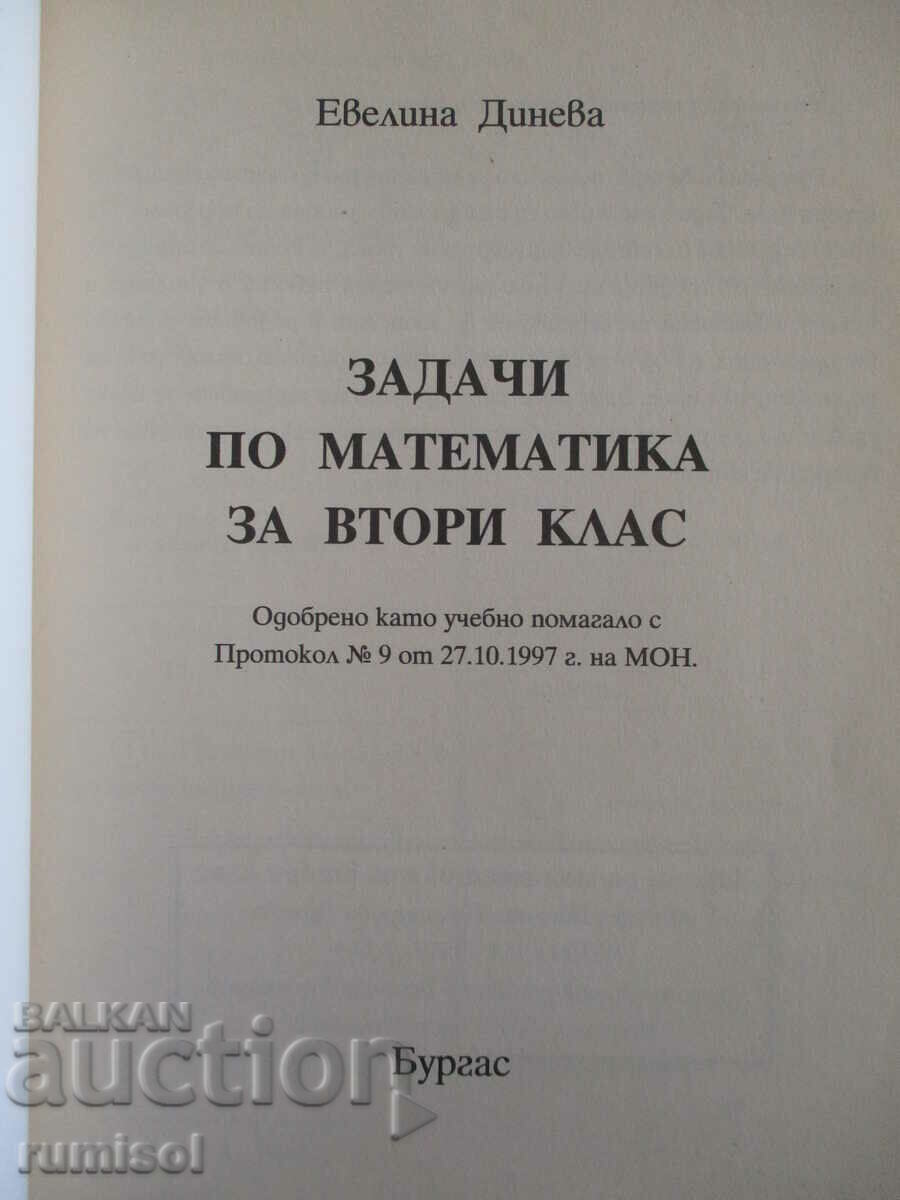 Евелина Динева
ЗАДАЧИ
ПО МАТЕМАТИКА
ЗА ВТОРИ КЛАС
Одобрено като учебно помагало с
Протокол № 9 от 27.10.1997 г. на МОН.
Бургас
BALKAN
auction
rumisol